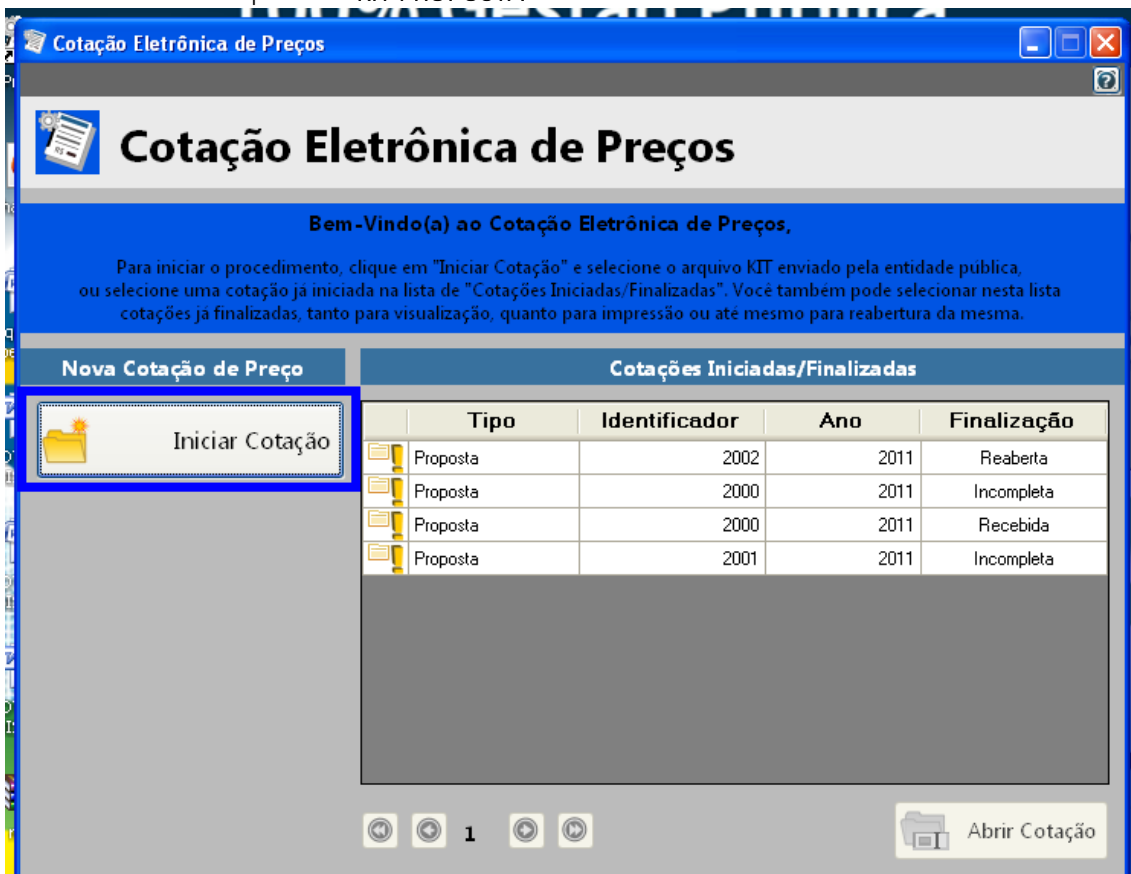 Cotação Eletrônica de Preços
Cotação Eletrônica de Preços
Bem-Vindo(a) ao Cotação Eletrônica de Preços,
Para iniciar o procedimento, clique em "Iniciar Cotação" e selecione o arquivo KIT enviado pela entidade pública,
ou selecione uma cotação já iniciada na lista de "Cotações Iniciadas/Finalizadas". Você também pode selecionar nesta lista
cotações já finalizadas, tanto para visualização, quanto para impressão ou até mesmo para reabertura da mesma.
Nova Cotação de Preço
Cotações Iniciadas/Finalizadas
Iniciar Cotação
Tipo Identificador Ano Finalização
Proposta 2002 2011 Reaberta
Proposta 2000 2011 Incompleta
Proposta 2000 2011 Recebida
Proposta 2001 2011 Incompleta
1
Abrir Cotação